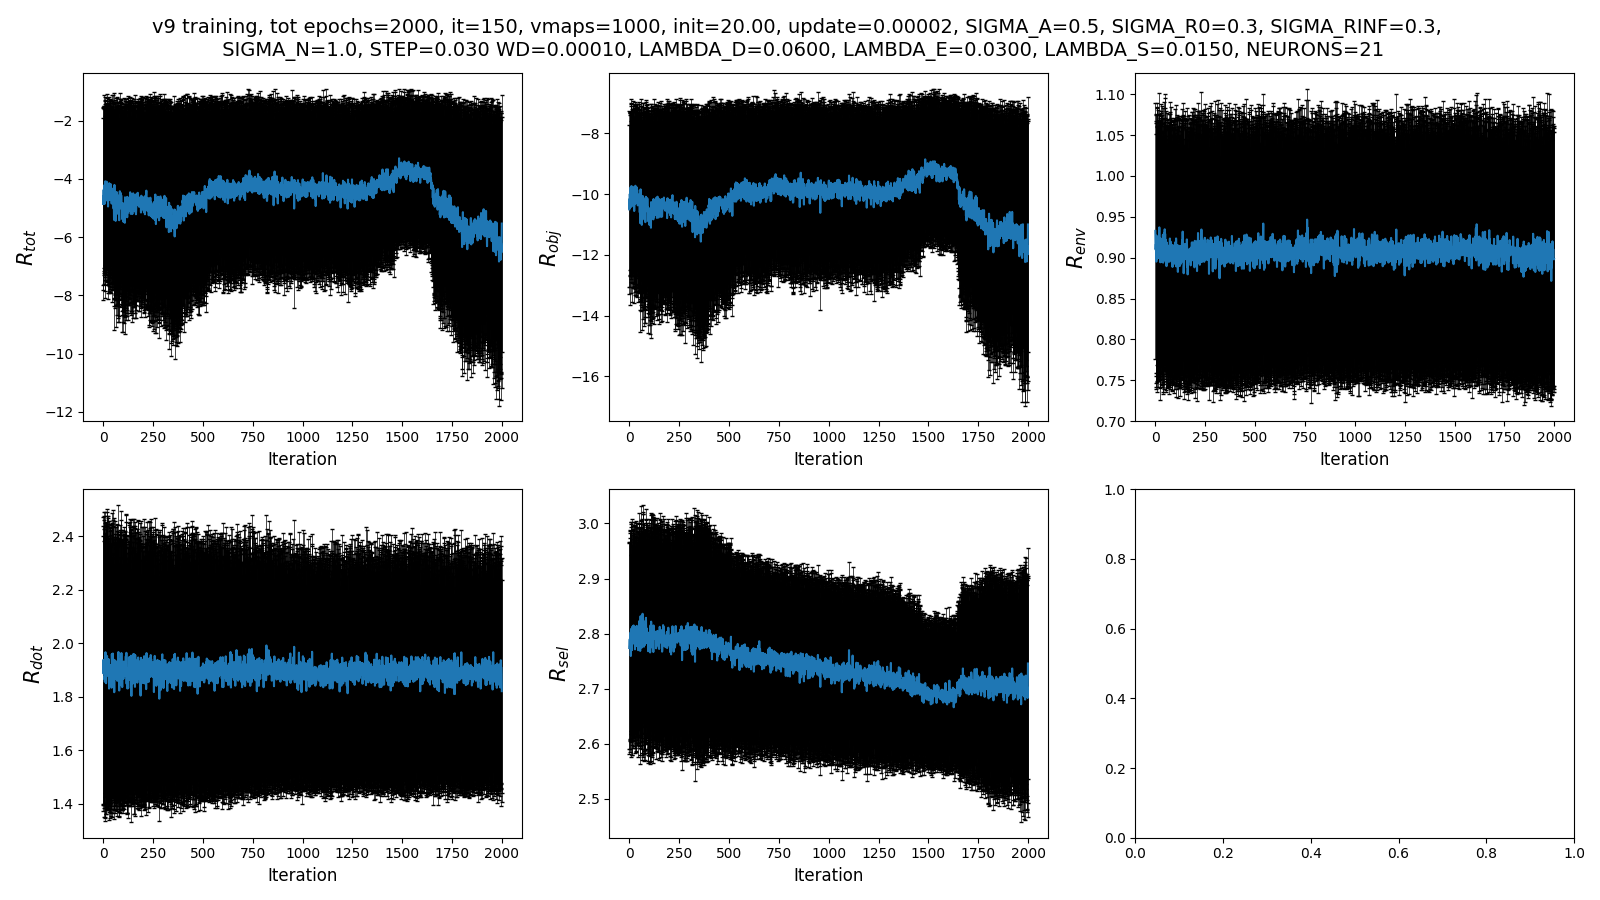 v9 training, tot epochs=2000, it=150, vmaps=1000, init=20.00, update=0.00002, SIGMA_A=0.5, SIGMA_R0=0.3, SIGMA_RINF=0.3,
SIGMA_N=1.0, STEP=0.030 WD=0.00010, LAMBDA_D=0.0600, LAMBDA_E=0.0300, LAMBDA_S=0.0150, NEURONS=21
R_tot
−2
−4
−6
−8
−10
−12
0 250 500 750 1000 1250 1500 1750 2000
Iteration
R_obj
−8
−10
−12
−14
−16
0 250 500 750 1000 1250 1500 1750 2000
Iteration
R_env
1.10
1.05
1.00
0.95
0.90
0.85
0.80
0.75
0.70
0 250 500 750 1000 1250 1500 1750 2000
Iteration
R_dot
2.4
2.2
2.0
1.8
1.6
1.4
0 250 500 750 1000 1250 1500 1750 2000
Iteration
R_sel
3.0
2.9
2.8
2.7
2.6
2.5
0 250 500 750 1000 1250 1500 1750 2000
Iteration
1.0
0.8
0.6
0.4
0.2
0.0
0.0 0.2 0.4 0.6 0.8 1.0